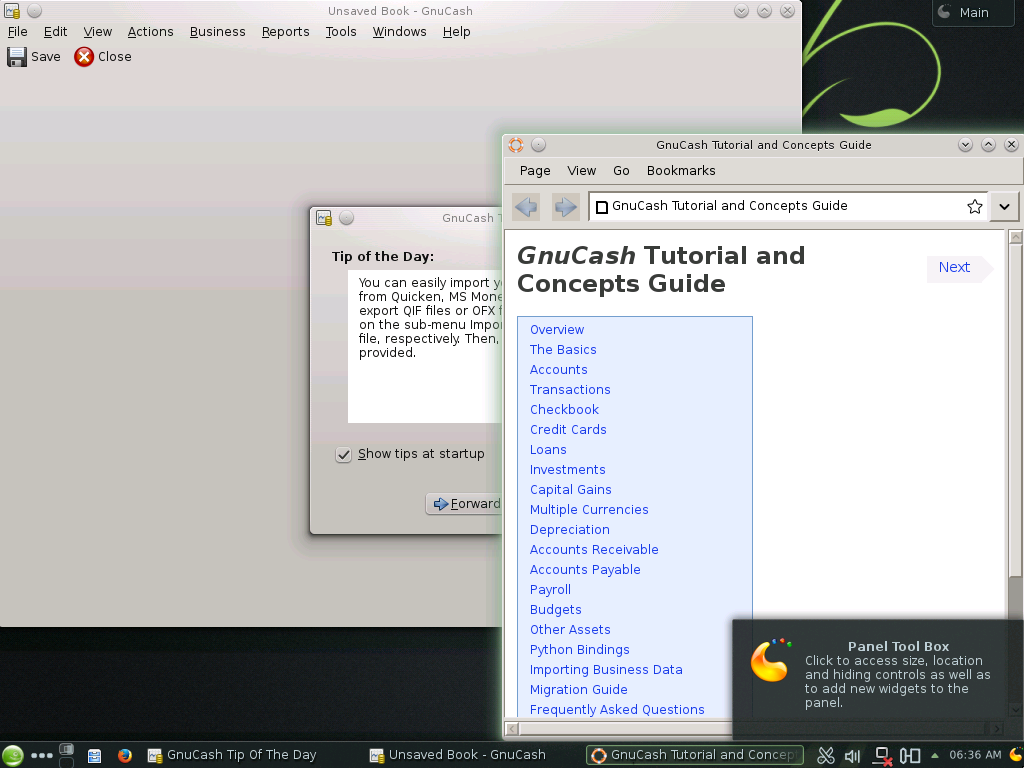 Unsaved Book - GnuCash
File Edit View Actions Business Reports Tools Windows Help
Save Close
Main
GnuCash Tutorial and Concepts Guide
Page View Go Bookmarks
GnuCash Tutorial and Concepts Guide
GnuCash
Tip of the Day:
You can easily import
from Quicken, MS
export QIF files or OFX
on the sub-menu
file, respectively. Then,
provided.
Show tips at startup
Forward
GnuCash Tutorial and
Concepts Guide
Next
Overview
The Basics
Accounts
Transactions
Checkbook
Credit Cards
Loans
Investments
Capital Gains
Multiple Currencies
Depreciation
Accounts Receivable
Accounts Payable
Payroll
Budgets
Other Assets
Python Bindings
Importing Business Data
Migration Guide
Frequently Asked Questions
Panel Tool Box
Click to access size, location
and hiding controls as well as
to add new widgets to the
panel.
GnuCash Tip Of The Day
Unsaved Book - GnuCash
GnuCash Tutorial and Concep
06:36 AM